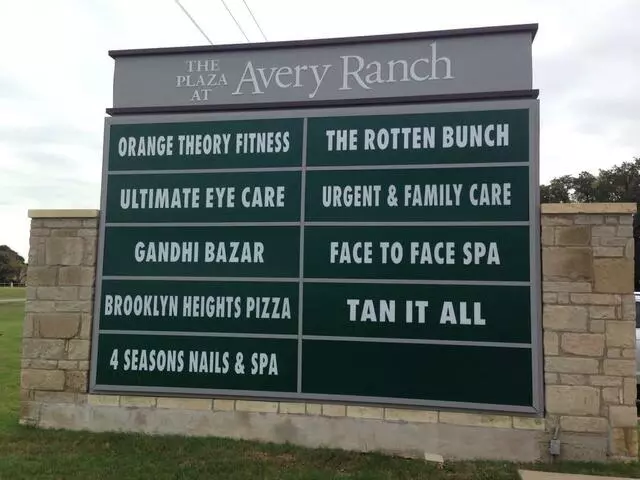 THE
PLAZA
AT
Avery Ranch
ORANGE THEORY FITNESS
THE ROTTEN BUNCH
ULTIMATE EYE CARE
URGENT & FAMILY CARE
GANDHI BAZAR
FACE TO FACE SPA
BROOKLYN HEIGHTS PIZZA
TAN IT ALL
4 SEASONS NAILS & SPA